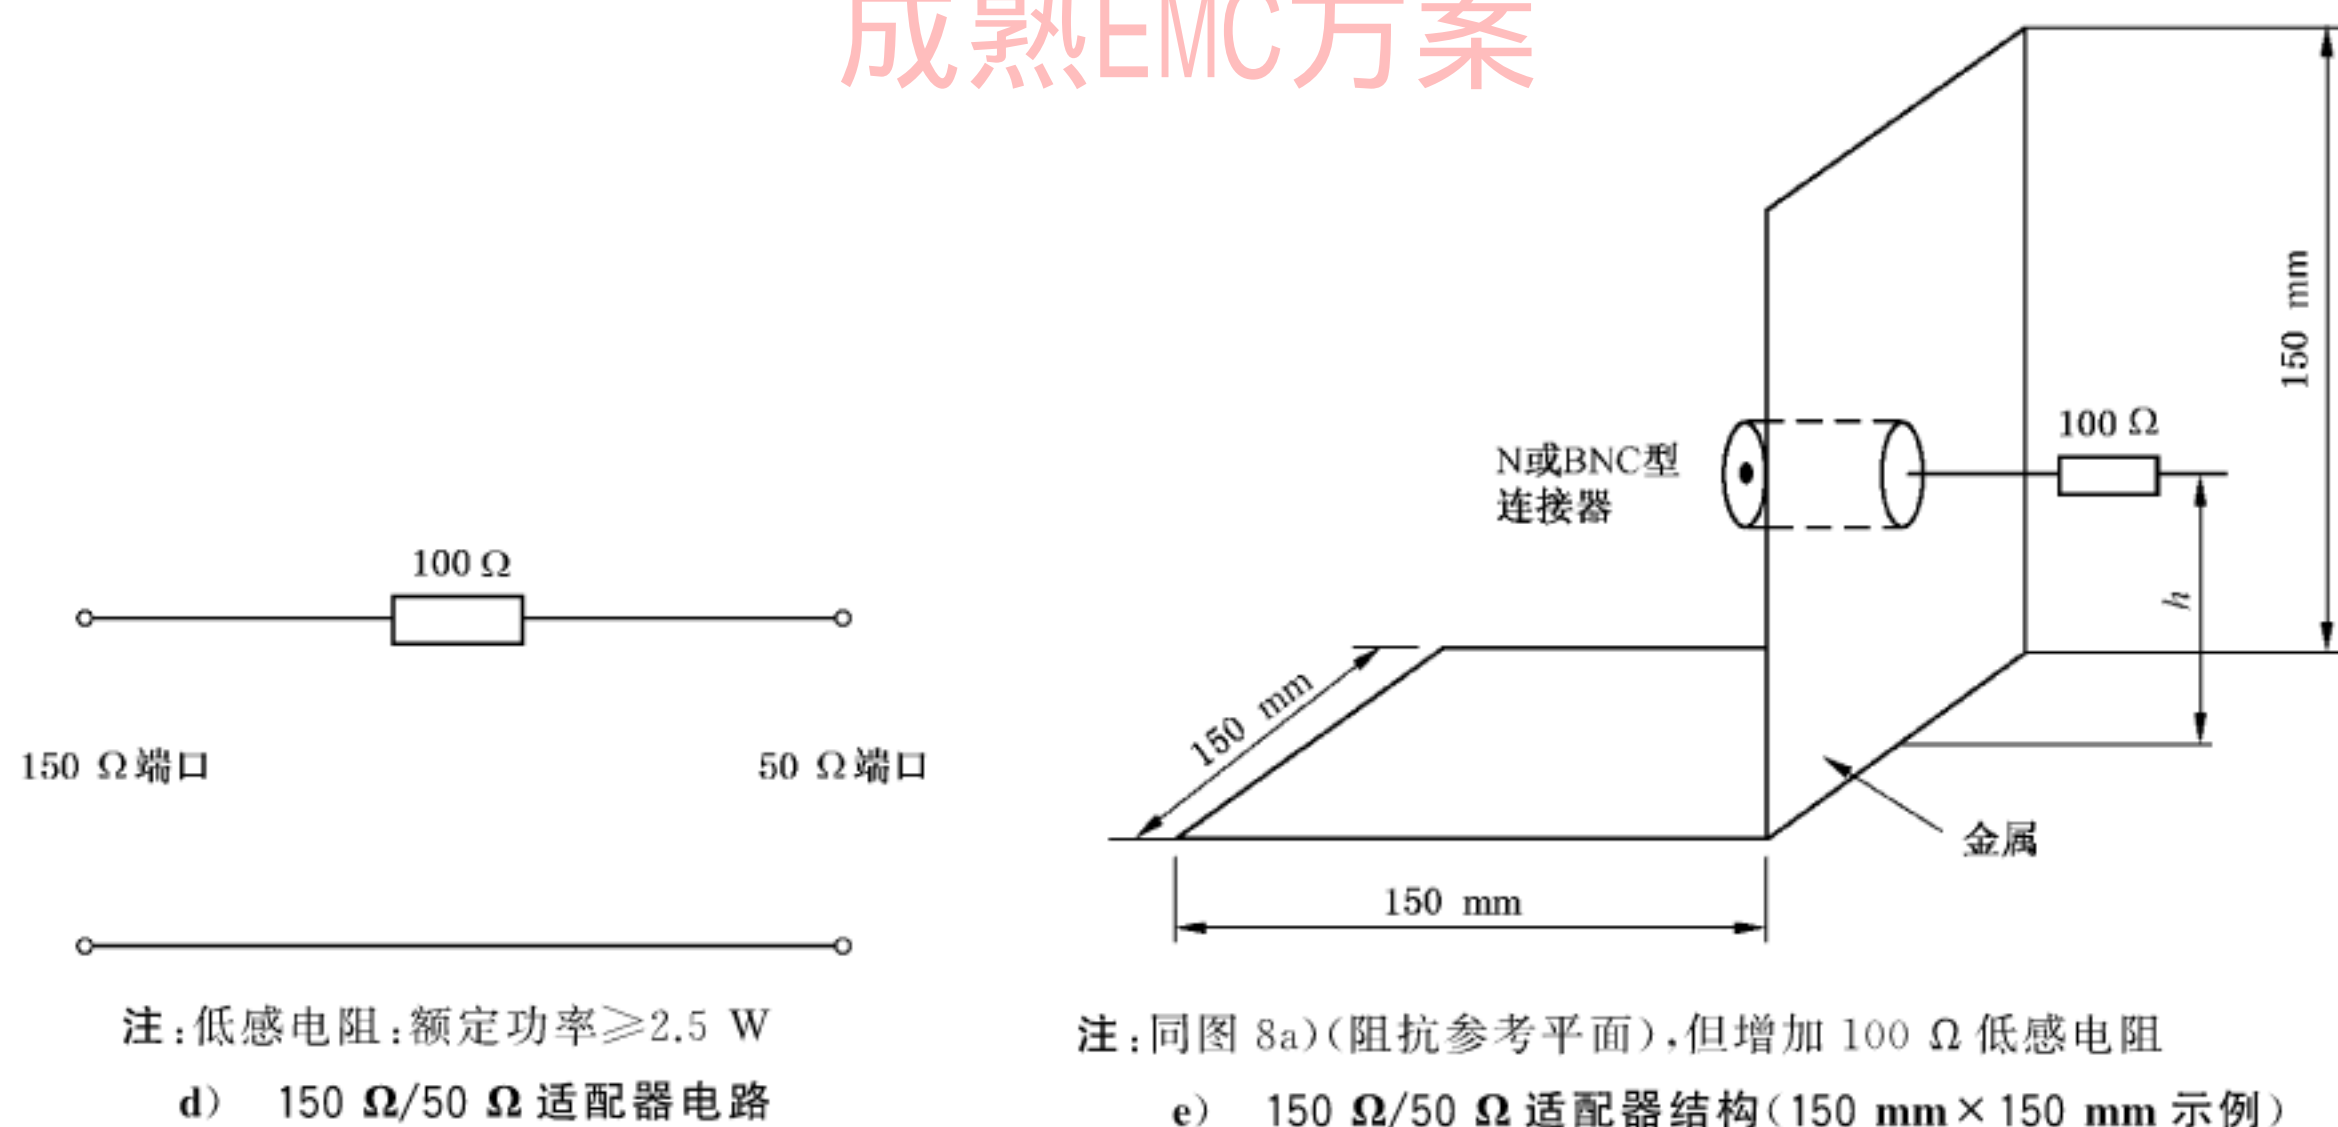 成熟EMC方案
100 Ω
150 Ω端口
50 Ω端口
注:低感电阻:额定功率≥2.5 W
d) 150 Ω/50 Ω 适配器电路
150 mm
100 Ω
N或BNC型
连接器
h
150 mm
金属
150 mm
注:同图 8a)(阻抗参考平面),但增加 100 Ω 低感电阻
e) 150 Ω/50 Ω 适配器结构(150 mm×150 mm 示例)